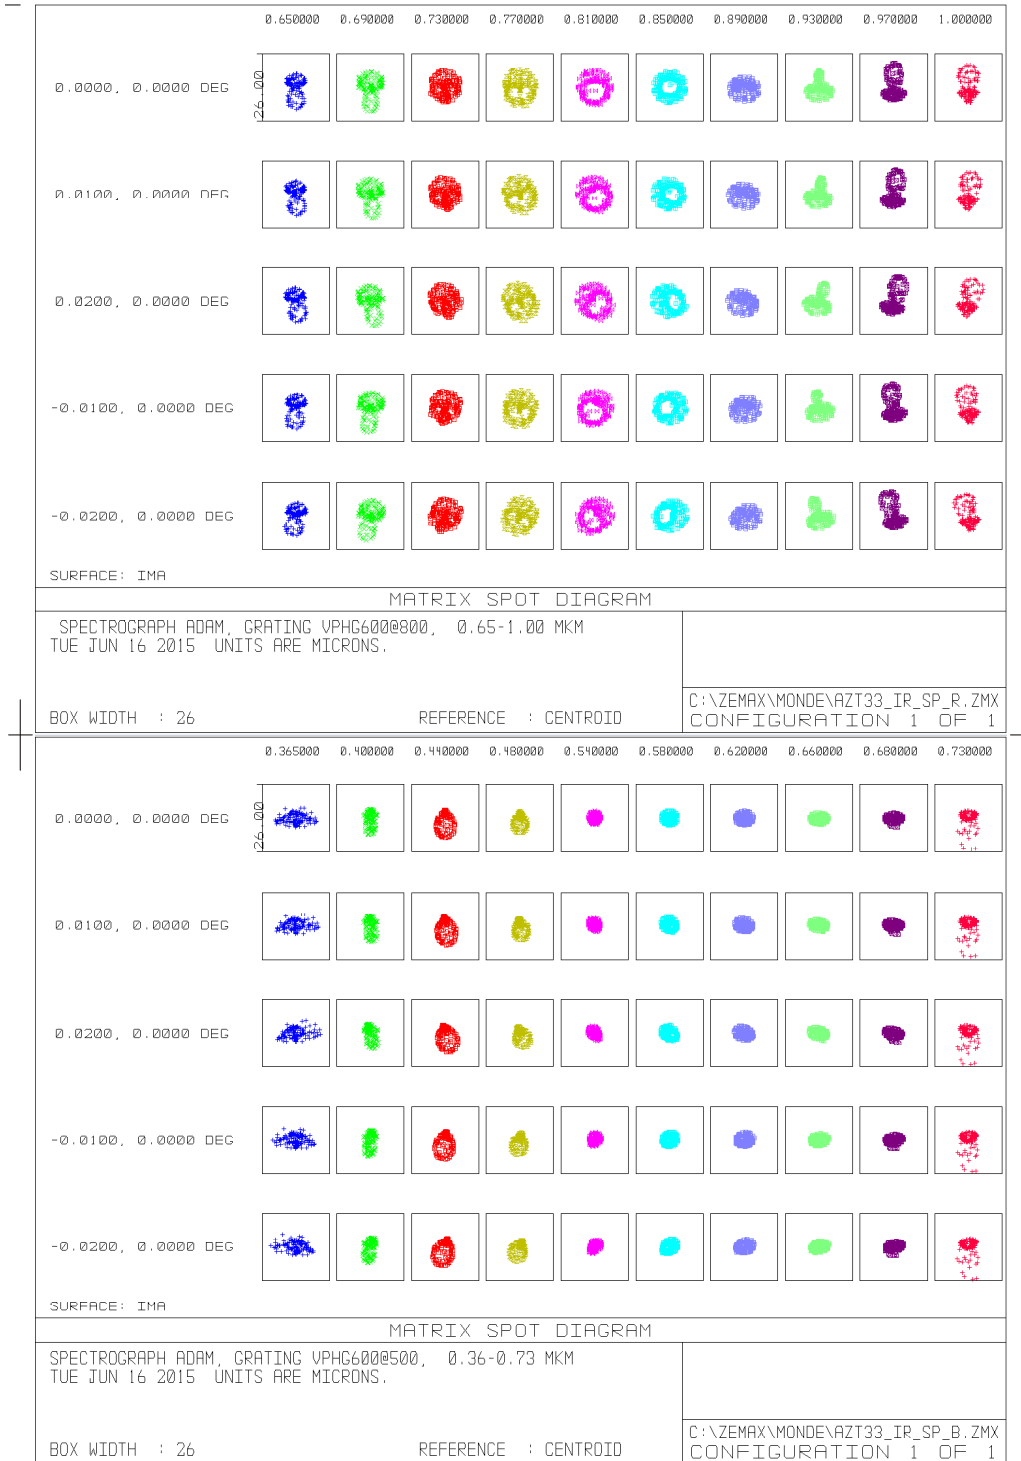 0.650000 0.690000 0.730000 0.770000 0.810000 0.850000 0.890000 0.930000 0.970000 1.000000
0.0000, 0.0000 DEG
26.00
0.0100, 0.0000 DEG
0.0200, 0.0000 DEG
-0.0100, 0.0000 DEG
-0.0200, 0.0000 DEG
SURFACE: IMA
MATRIX SPOT DIAGRAM
SPECTROGRAPH ADAM, GRATING VPHG600@800, 0.65-1.00 MKM
TUE JUN 16 2015 UNITS ARE MICRONS.
BOX WIDTH : 26 REFERENCE : CENTROID
C:\ZEMAX\MONDE\AZT33_IR_SP_R.ZMX
CONFIGURATION 1 OF 1
0.365000 0.400000 0.440000 0.480000 0.540000 0.580000 0.620000 0.660000 0.680000 0.730000
0.0000, 0.0000 DEG
26.00
0.0100, 0.0000 DEG
0.0200, 0.0000 DEG
-0.0100, 0.0000 DEG
-0.0200, 0.0000 DEG
SURFACE: IMA
MATRIX SPOT DIAGRAM
SPECTROGRAPH ADAM, GRATING VPHG600@500, 0.36-0.73 MKM
TUE JUN 16 2015 UNITS ARE MICRONS.
BOX WIDTH : 26 REFERENCE : CENTROID
C:\ZEMAX\MONDE\AZT33_IR_SP_B.ZMX
CONFIGURATION 1 OF 1